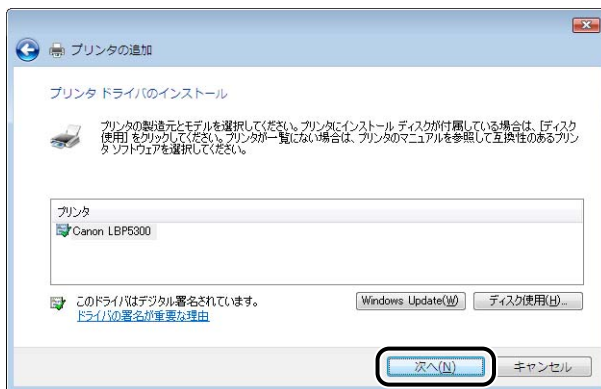 プリンタの追加
プリンタ ドライバのインストール
プリンタの製造元とモデルを選択してください。プリンタにインストール ディスクが付属している場合は、[ディスク
使用] をクリックしてください。プリンタが一覧にない場合は、プリンタのマニュアルを参照して互換性のあるプリン
タ ソフトウェアを選択してください。
プリンタ
Canon LBP5300
このドライバはデジタル署名されています。
ドライバの署名が重要な理由
Windows Update(W)
ディスク使用(H)...
次へ(N)
キャンセル